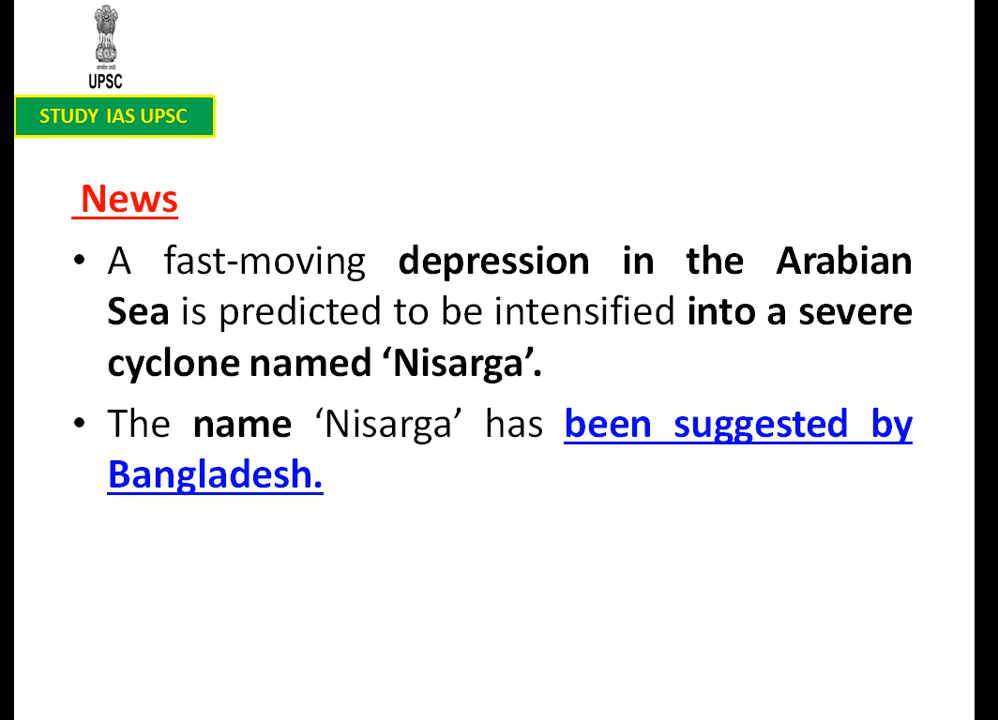 UPSC
STUDY IAS UPSC
News
• A fast-moving depression in the Arabian
Sea is predicted to be intensified into a severe
cyclone named ‘Nisarga’.
• The name ‘Nisarga’ has been suggested by
Bangladesh.